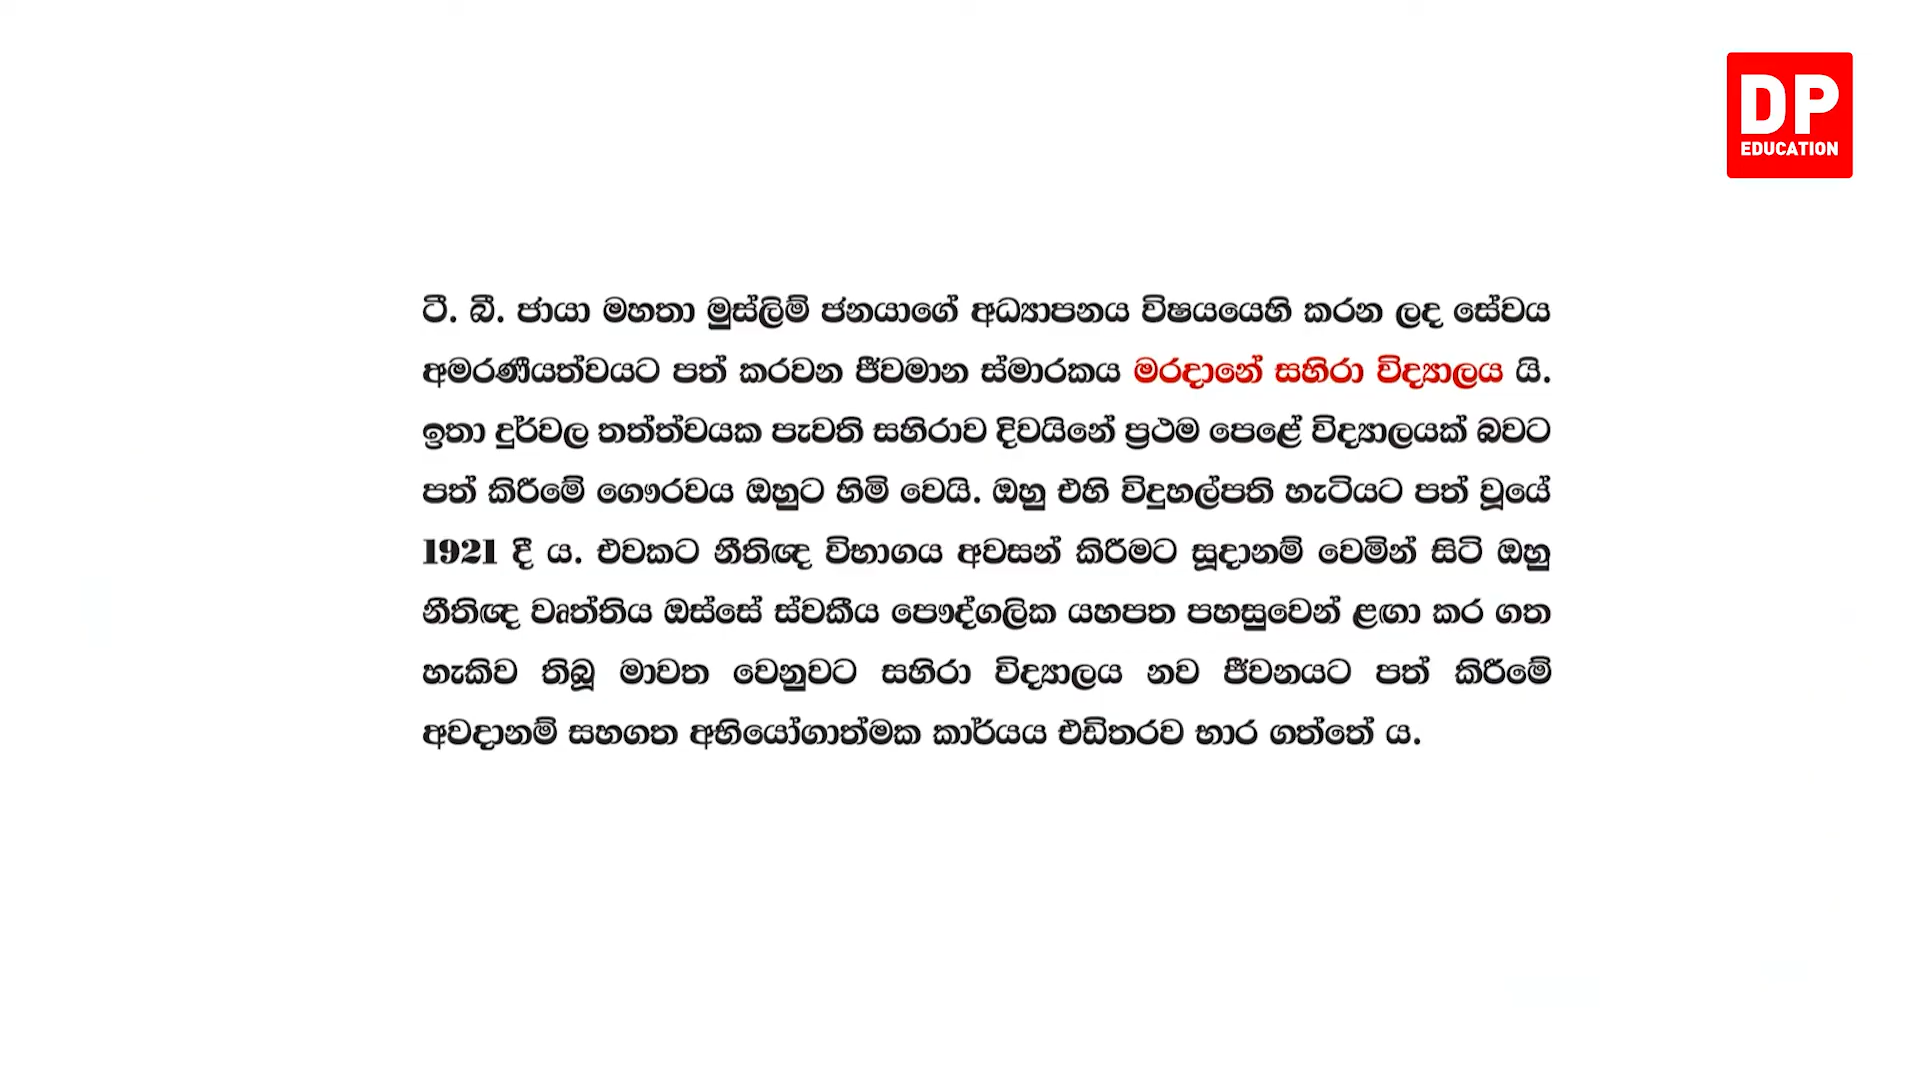 DP
EDUCATION
ටී. බී. ජායා මහතා මුස්ලිම් ජනයාගේ අධ්‍යාපනය විෂයයෙහි කරන ලද සේවය
අමරණීයත්වයට පත් කරවන ජීවමාන ස්මාරකය මරදානේ සහිරා විද්‍යාලය යි.
ඉතා දුර්වල තත්ත්වයක පැවති සහිරාව දිවයිනේ ප්‍රථම පෙළේ විද්‍යාලයක් බවට
පත් කිරීමේ ගෞරවය ඔහුට හිමි වෙයි. ඔහු එහි විදුහල්පති හැටියට පත් වූයේ
1921 දී ය. එවකට නීතිඥ විභාගය අවසන් කිරීමට සූදානම් වෙමින් සිටි ඔහු
නීතිඥ වෘත්තිය ඔස්සේ ස්වකීය පෞද්ගලික යහපත පහසුවෙන් ළඟා කර ගත
හැකිව තිබූ මාවත වෙනුවට සහිරා විද්‍යාලය නව ජීවනයට පත් කිරීමේ
අවදානම් සහගත අභියෝගාත්මක කාර්යය එඩිතරව භාර ගත්තේ ය.